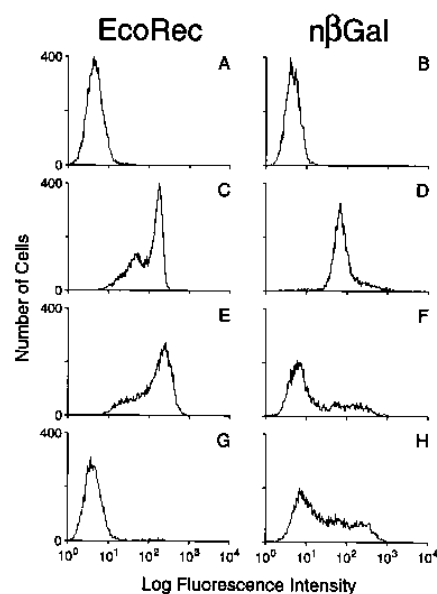 EcoRec nβGal
400 A B
0
400 C D
0
Number of Cells
400 E F
0
400 G H
0
10⁰ 10¹ 10² 10³ 10⁴ 10⁰ 10¹ 10² 10³ 10⁴
Log Fluorescence Intensity